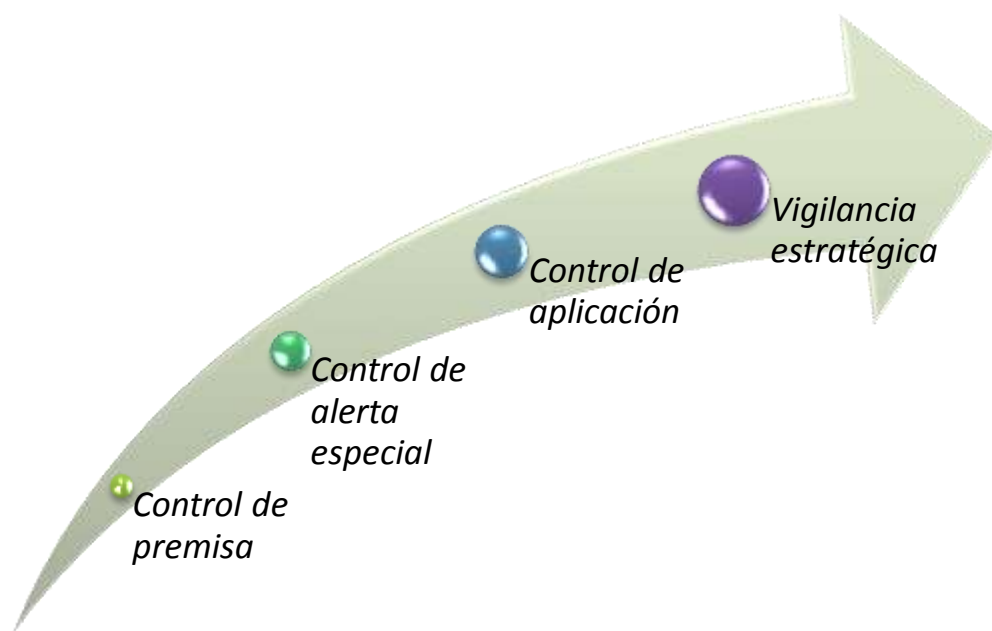 Vigilancia
estratégica
Control de
aplicación
Control de
alerta
especial
Control de
premisa